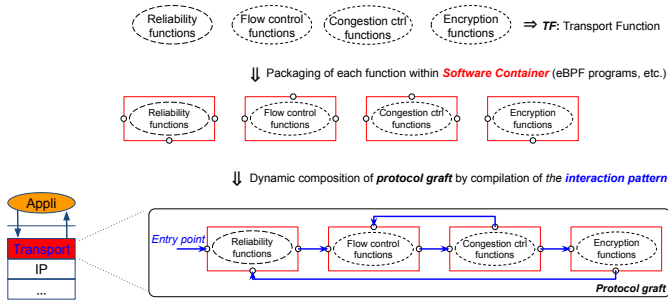 Reliability functions
Flow control functions
Congestion ctrl functions
Encryption functions
⇒ TF: Transport Function
⇓ Packaging of each function within Software Container (eBPF programs, etc.)
Reliability functions
Flow control functions
Congestion ctrl functions
Encryption functions
⇓ Dynamic composition of protocol graft by compilation of the interaction pattern
Appli
Transport
IP
...
Entry point
Reliability functions
Flow control functions
Congestion ctrl functions
Encryption functions
Protocol graft